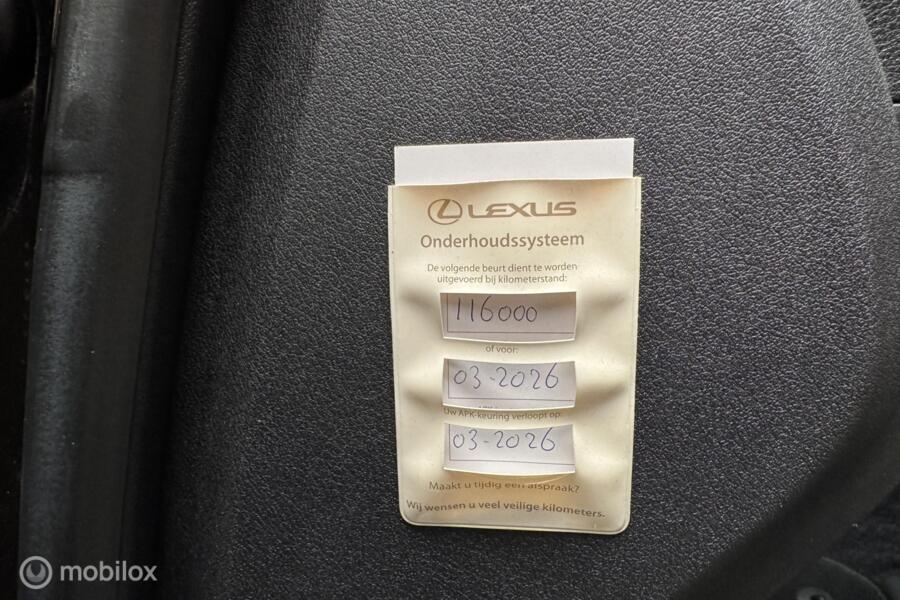 LEXUS
Onderhoudssysteem
De volgende beurt dient te worden
uitgevoerd bij kilometerstand:
116000
of voor:
03-2026
Uw APK-keuring verloopt op:
03-2026
Maakt u tijdig een afspraak?
Wij wensen u veel veilige kilometers.
mobilox